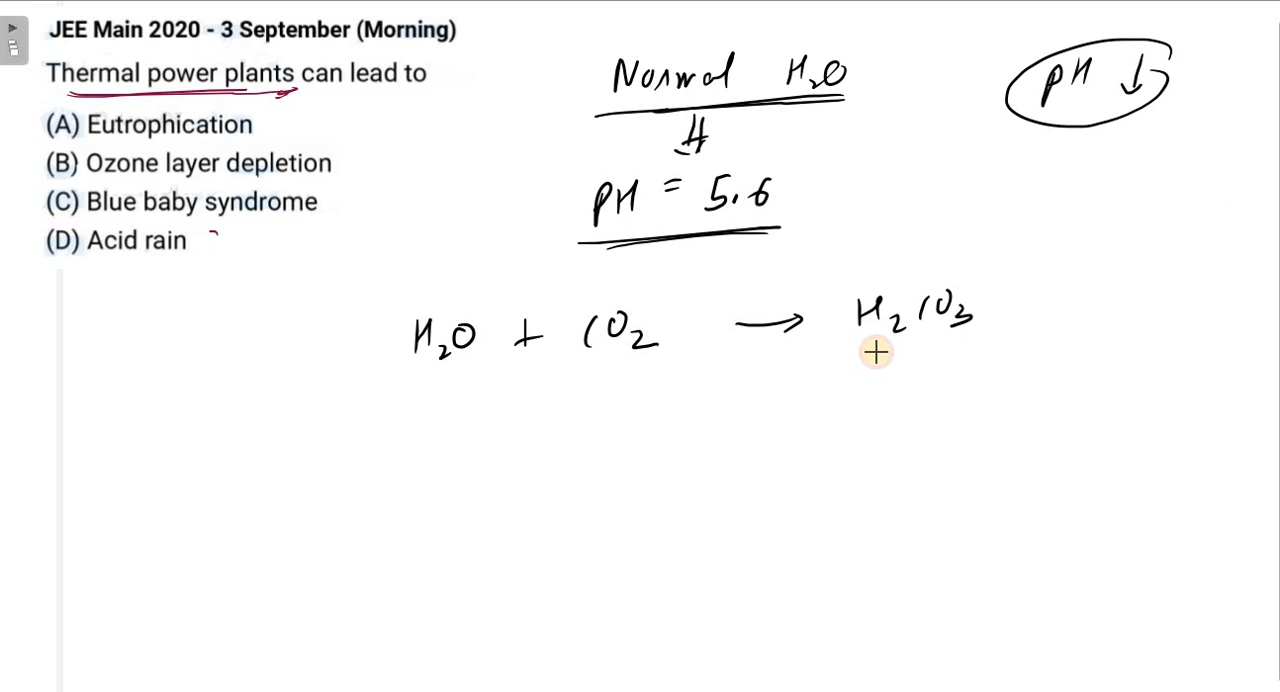 JEE Main 2020 - 3 September (Morning)
Thermal power plants can lead to
(A) Eutrophication
(B) Ozone layer depletion
(C) Blue baby syndrome
(D) Acid rain
Normal H₂O
pH ↓
pH = 5.6
H₂O + CO₂ → H₂CO₃